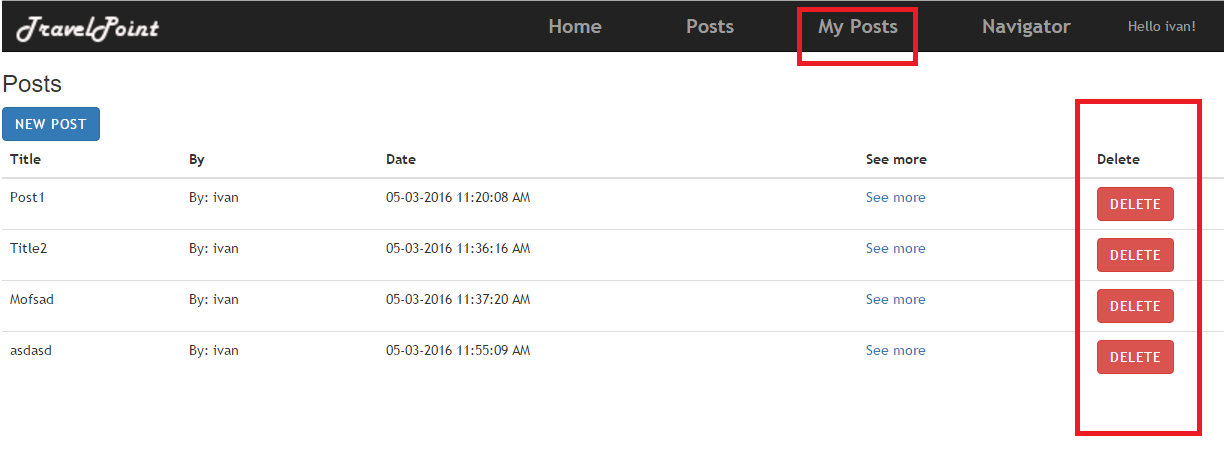 TravelPoint Home Posts My Posts Navigator Hello ivan!
Posts
NEW POST
Title By Date See more Delete
Post1 By: ivan 05-03-2016 11:20:08 AM See more DELETE
Title2 By: ivan 05-03-2016 11:36:16 AM See more DELETE
Mofsad By: ivan 05-03-2016 11:37:20 AM See more DELETE
asdasd By: ivan 05-03-2016 11:55:09 AM See more DELETE